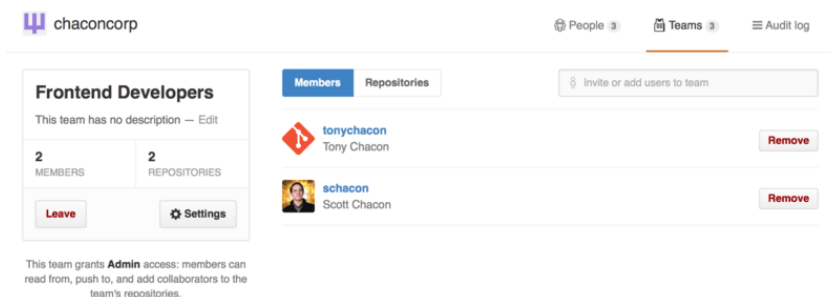 chaconcorp
People 3
Teams 3
Audit log
Frontend Developers
This team has no description — Edit
2 MEMBERS
2 REPOSITORIES
Leave
Settings
This team grants Admin access: members can
read from, push to, and add collaborators to the
team's repositories.
Members
Repositories
Invite or add users to team
tonychacon
Tony Chacon
Remove
schacon
Scott Chacon
Remove